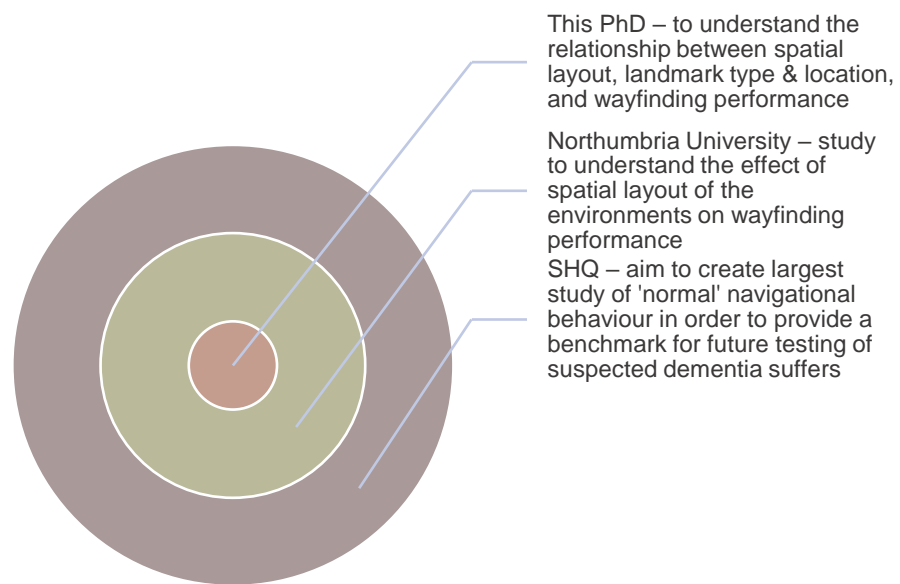 This PhD – to understand the
relationship between spatial
layout, landmark type & location,
and wayfinding performance
Northumbria University – study
to understand the effect of
spatial layout of the
environments on wayfinding
performance
SHQ – aim to create largest
study of 'normal' navigational
behaviour in order to provide a
benchmark for future testing of
suspected dementia suffers